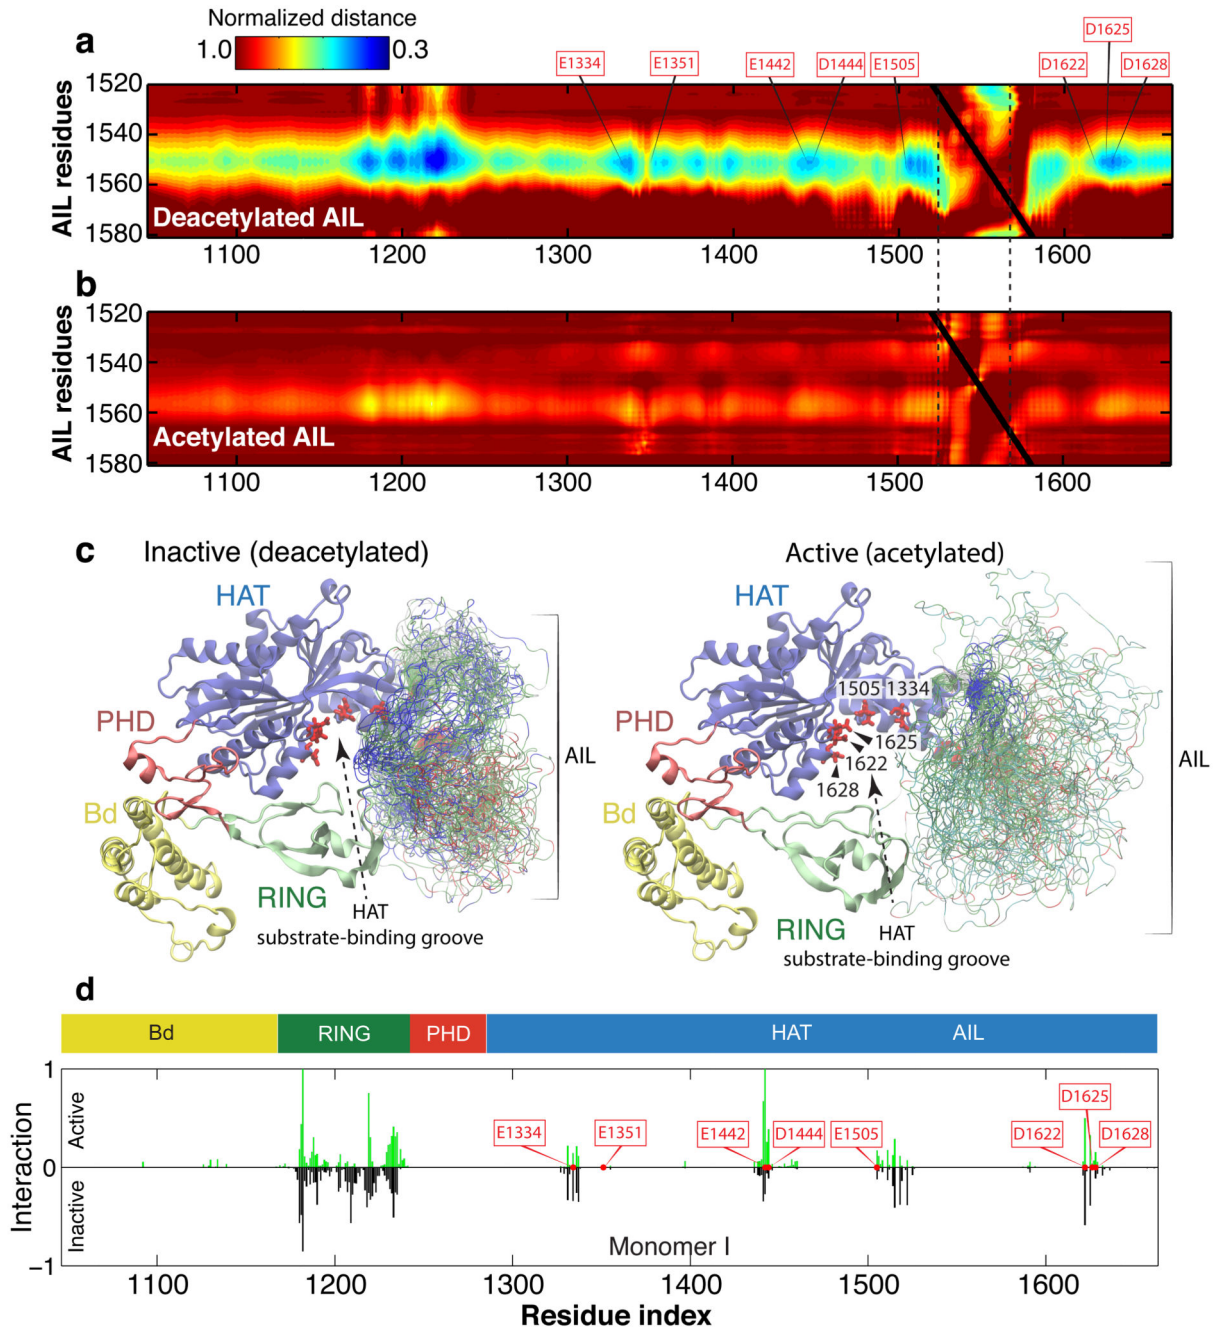 Normalized distance
1.0 0.3
a
E1334 E1351 E1442 D1444 E1505 D1622 D1625 D1628
AIL residues
1520
1540
1560
1580
Deacetylated AIL
1100 1200 1300 1400 1500 1600
b
AIL residues
1520
1540
1560
1580
Acetylated AIL
1100 1200 1300 1400 1500 1600
c
Inactive (deacetylated)
HAT
PHD
Bd
RING
AIL
HAT
substrate-binding groove
Active (acetylated)
HAT
1505 1334
PHD
1625
1622
1628
Bd
RING
AIL
HAT
substrate-binding groove
d
Bd RING PHD HAT AIL
Interaction
Active
Inactive
1
0
−1
E1334 E1351 E1442 D1444 E1505 D1622 D1625 D1628
Monomer I
1100 1200 1300 1400 1500 1600
Residue index